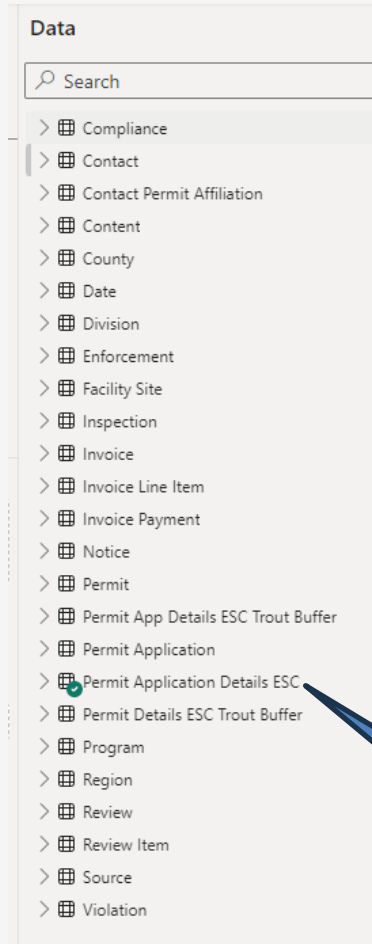 Data
Search
Compliance
Contact
Contact Permit Affiliation
Content
County
Date
Division
Enforcement
Facility Site
Inspection
Invoice
Invoice Line Item
Invoice Payment
Notice
Permit
Permit App Details ESC Trout Buffer
Permit Application
Permit Application Details ESC
Permit Details ESC Trout Buffer
Program
Region
Review
Review Item
Source
Violation